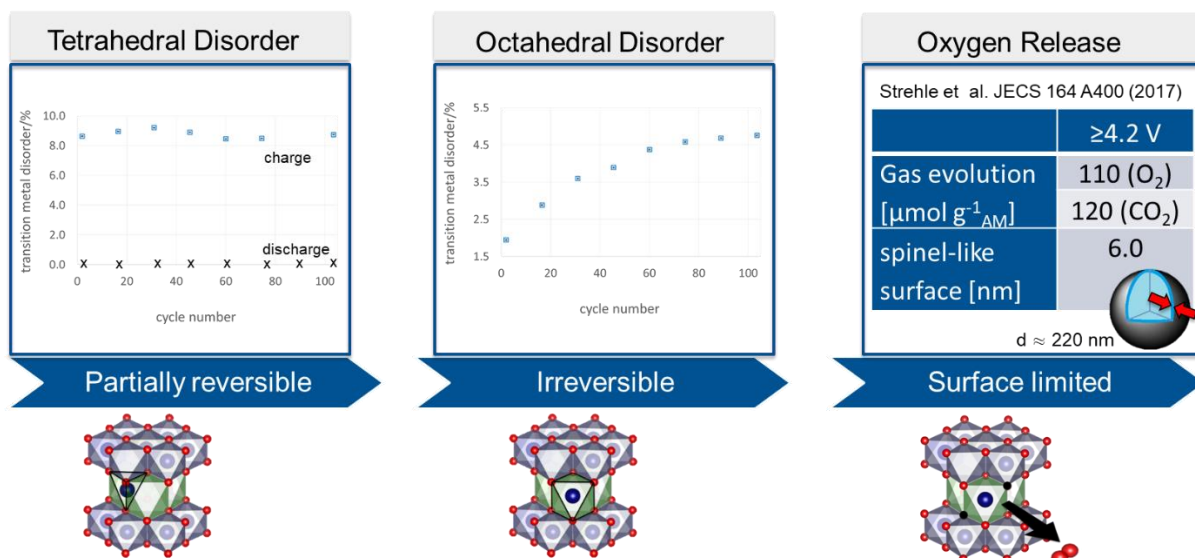 Tetrahedral Disorder
transition metal disorder/%
10.0
8.0
6.0
4.0
2.0
0.0
charge
discharge
x x x x x x x x
0 20 40 60 80 100
cycle number
Partially reversible
Octahedral Disorder
transition metal disorder/%
5.5
4.5
3.5
2.5
1.5
0 20 40 60 80 100
cycle number
Irreversible
Oxygen Release
Strehle et al. JECS 164 A400 (2017)
≥4.2 V
Gas evolution 110 (O₂)
[µmol g⁻¹AM] 120 (CO₂)
spinel-like 6.0
surface [nm]
d ≈ 220 nm
Surface limited